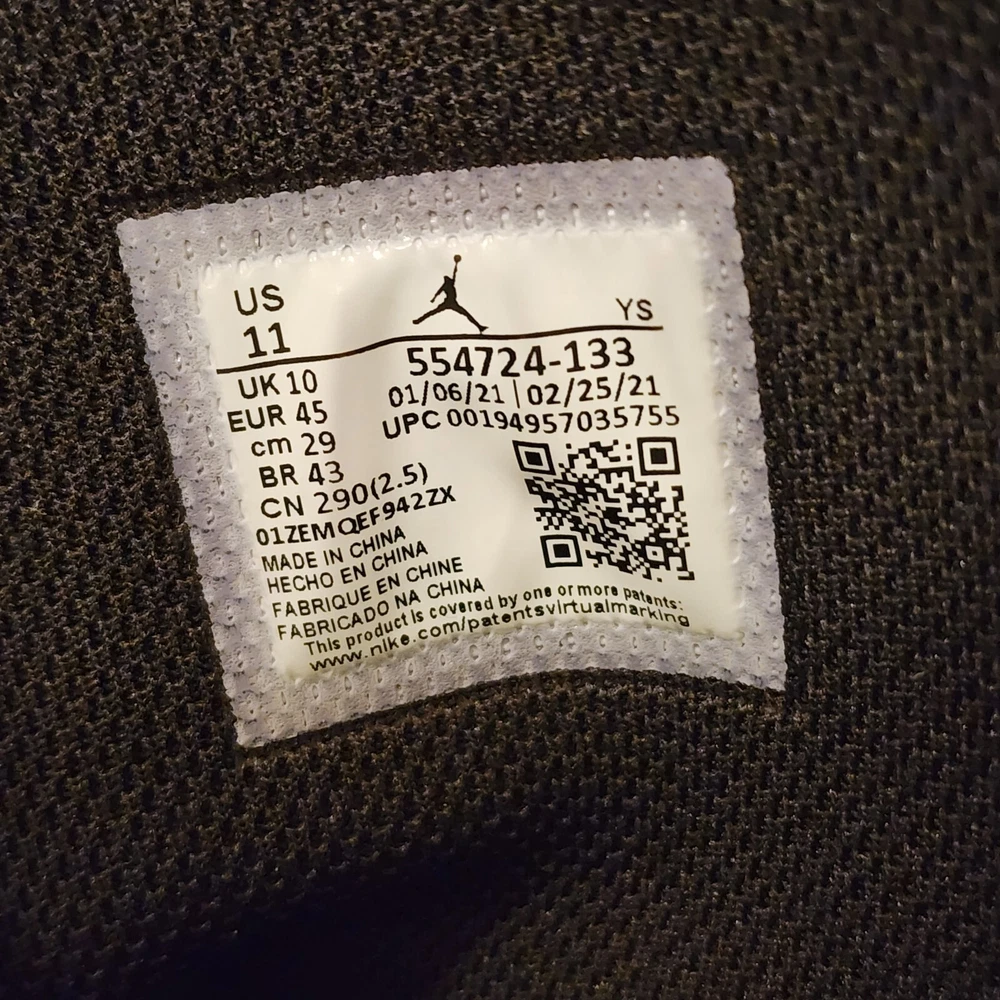 US
11
YS
554724-133
01/06/21 | 02/25/21
UPC 00194957035755
UK 10
EUR 45
cm 29
BR 43
CN 290(2.5)
01ZEMQEF942ZX
MADE IN CHINA
HECHO EN CHINA
FABRIQUE EN CHINE
FABRICADO NA CHINA
This product is covered by one or more patents:
www.nike.com/patentsvirtualmarking